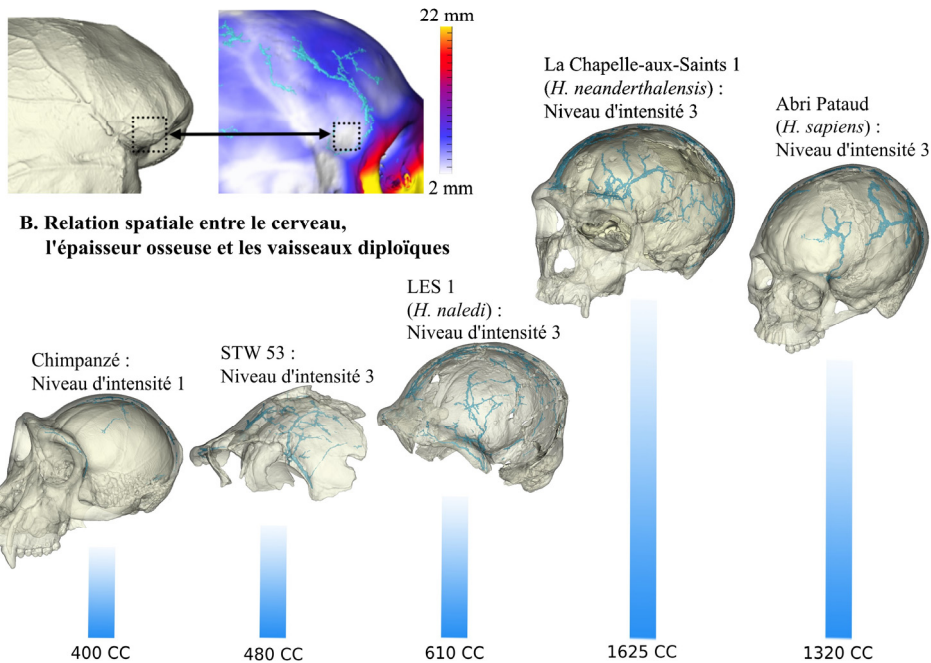 22 mm
2 mm
B. Relation spatiale entre le cerveau,
l'épaisseur osseuse et les vaisseaux diploïques
La Chapelle-aux-Saints 1
(H. neanderthalensis) :
Niveau d'intensité 3
Abri Pataud
(H. sapiens) :
Niveau d'intensité 3
LES 1
(H. naledi) :
Niveau d'intensité 3
STW 53 :
Niveau d'intensité 3
Chimpanzé :
Niveau d'intensité 1
400 CC
480 CC
610 CC
1625 CC
1320 CC